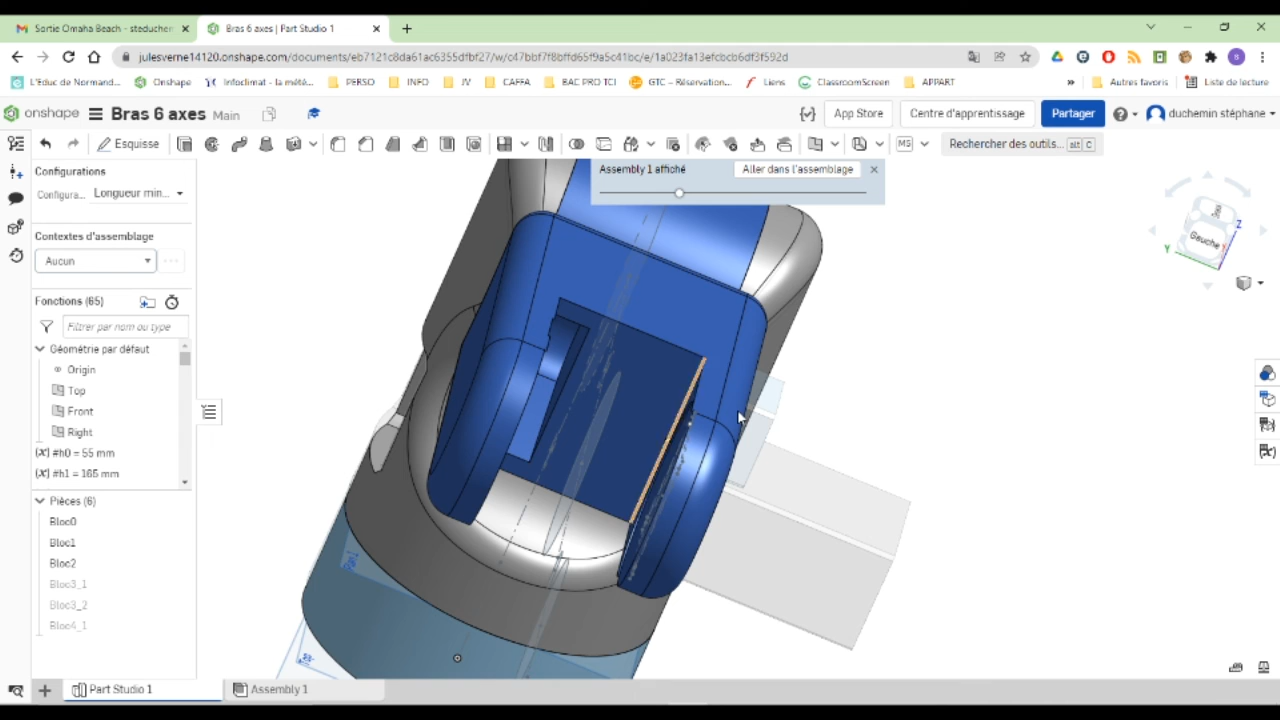 Sortie Omaha Beach - steducher
Bras 6 axes | Part Studio 1
julesverne14120.onshape.com/documents/eb7121c8da61ac6355dfbf27/w/c47bbf7f8bffd65f9a5c41bc/e/1a023fa13efcbcb6df3f592d
L'Éduc de Normand...
Onshape
Infoclimat - la mété...
PERSO
INFO
JV
CAFFA
BAC PRO TCI
GTC – Réservation...
Liens
ClassroomScreen
APPART
»
Autres favoris
Liste de lecture
onshape
Bras 6 axes Main
App Store
Centre d'apprentissage
Partager
duchemin stéphane
Esquisse
MS
Rechercher des outils... alt C
Configurations
Configura... Longueur min...
Contextes d'assemblage
Aucun
Fonctions (65)
Filtrer par nom ou type
Géométrie par défaut
Origin
Top
Front
Right
(x) #h0 = 55 mm
(x) #h1 = 165 mm
Pièces (6)
Bloc0
Bloc1
Bloc2
Bloc3_1
Bloc3_2
Bloc4_1
Assembly 1 affiché
Aller dans l'assemblage
Gauche
Z
Y
Part Studio 1
Assembly 1